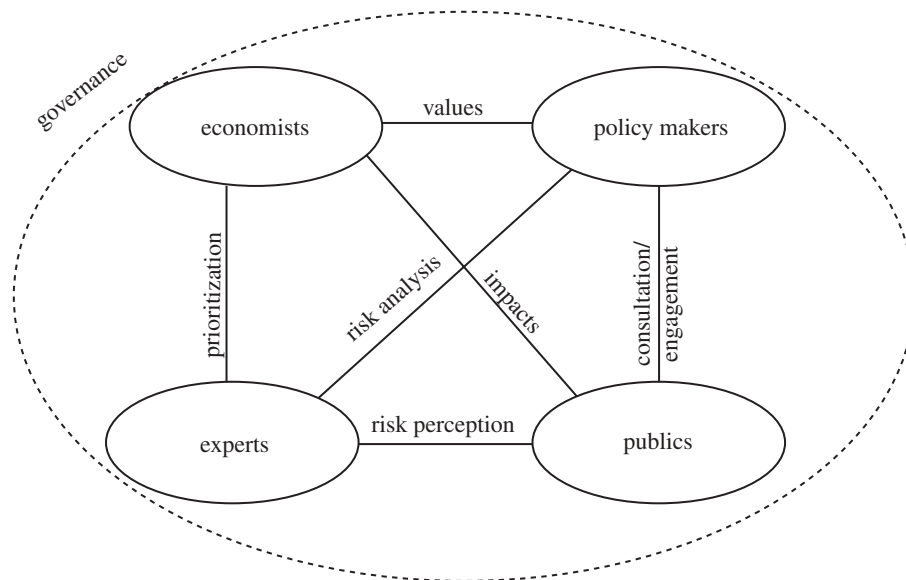 governance
economists
values
policy makers
prioritization
risk analysis
impacts
consultation/
engagement
experts
risk perception
publics